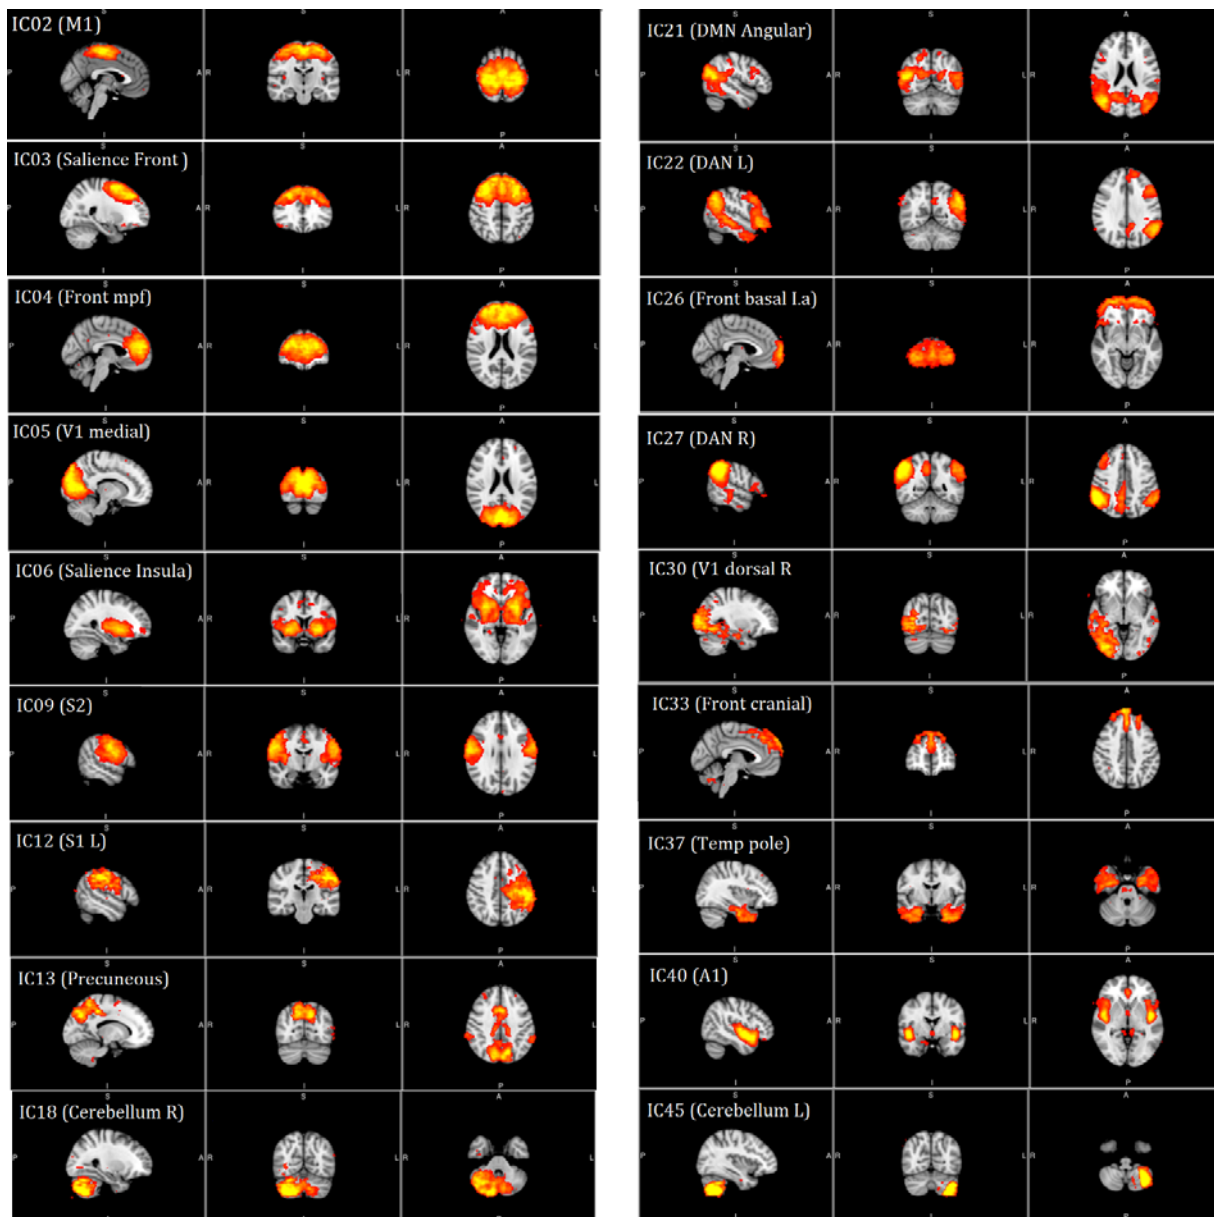 S S A
IC02 (M1)
P A R L R L
I I P
S S A
IC03 (Salience Front )
P A R L R L
I I P
S S A
IC04 (Front mpf)
P A R L R L
I I P
S S A
IC05 (V1 medial)
P A R L R L
I I P
S S A
IC06 (Salience Insula)
P A R L R L
I I P
S S A
IC09 (S2)
P A R L R L
I I P
S S A
IC12 (S1 L)
P A R L R L
I I P
S S A
IC13 (Precuneous)
P A R L R L
I I P
S S A
IC18 (Cerebellum R)
P A R L R L
I I P
S S A
IC21 (DMN Angular)
P A R L R L
I I P
S S A
IC22 (DAN L)
P A R L R L
I I P
S S A
IC26 (Front basal La)
P A R L R L
I I P
S S A
IC27 (DAN R)
P A R L R L
I I P
S S A
IC30 (V1 dorsal R
P A R L R L
I I P
S S A
IC33 (Front cranial)
P A R L R L
I I P
S S A
IC37 (Temp pole)
P A R L R L
I I P
S S A
IC40 (A1)
P A R L R L
I I P
S S A
IC45 (Cerebellum L)
P A R L R L
I I P